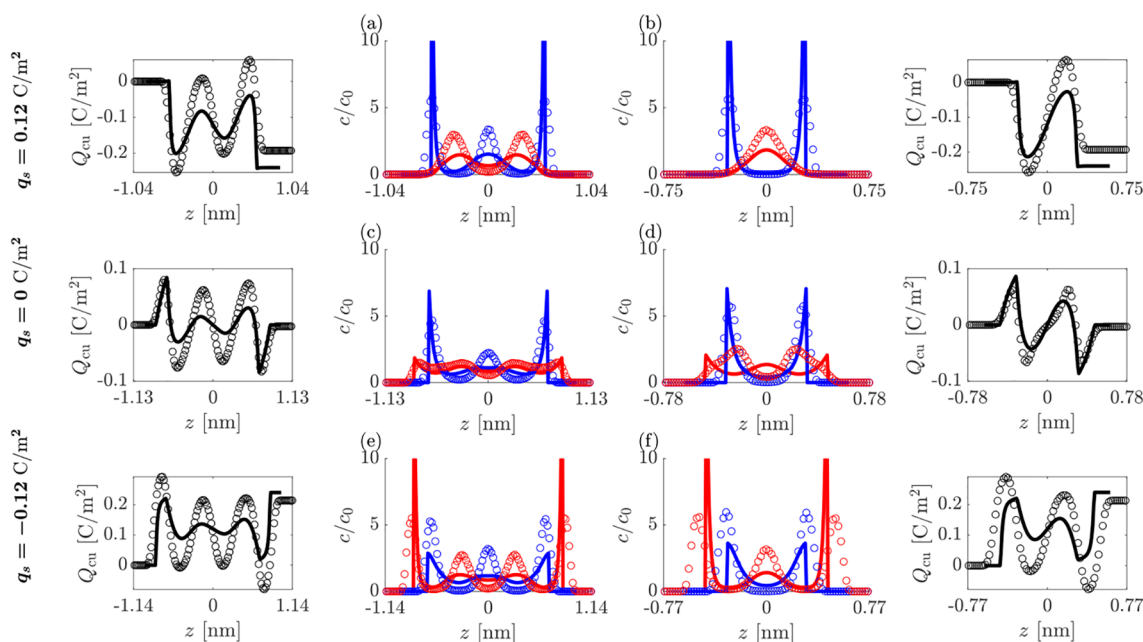 q_s = 0.12 C/m²
Q_cu [C/m²]
0
-0.1
-0.2
-1.04 0 1.04
z [nm]
(a)
c/c₀
10
5
0
-1.04 0 1.04
z [nm]
(b)
c/c₀
10
5
0
-0.75 0 0.75
z [nm]
Q_cu [C/m²]
0
-0.1
-0.2
-0.75 0 0.75
z [nm]
q_s = 0 C/m²
Q_cu [C/m²]
0.1
0
-0.1
-1.13 0 1.13
z [nm]
(c)
c/c₀
10
5
0
-1.13 0 1.13
z [nm]
(d)
c/c₀
10
5
0
-0.78 0 0.78
z [nm]
Q_cu [C/m²]
0.1
0
-0.1
-0.78 0 0.78
z [nm]
q_s = −0.12 C/m²
Q_cu [C/m²]
0.2
0.1
0
-1.14 0 1.14
z [nm]
(e)
c/c₀
10
5
0
-1.14 0 1.14
z [nm]
(f)
c/c₀
10
5
0
-0.77 0 0.77
z [nm]
Q_cu [C/m²]
0.2
0.1
0
-0.77 0 0.77
z [nm]